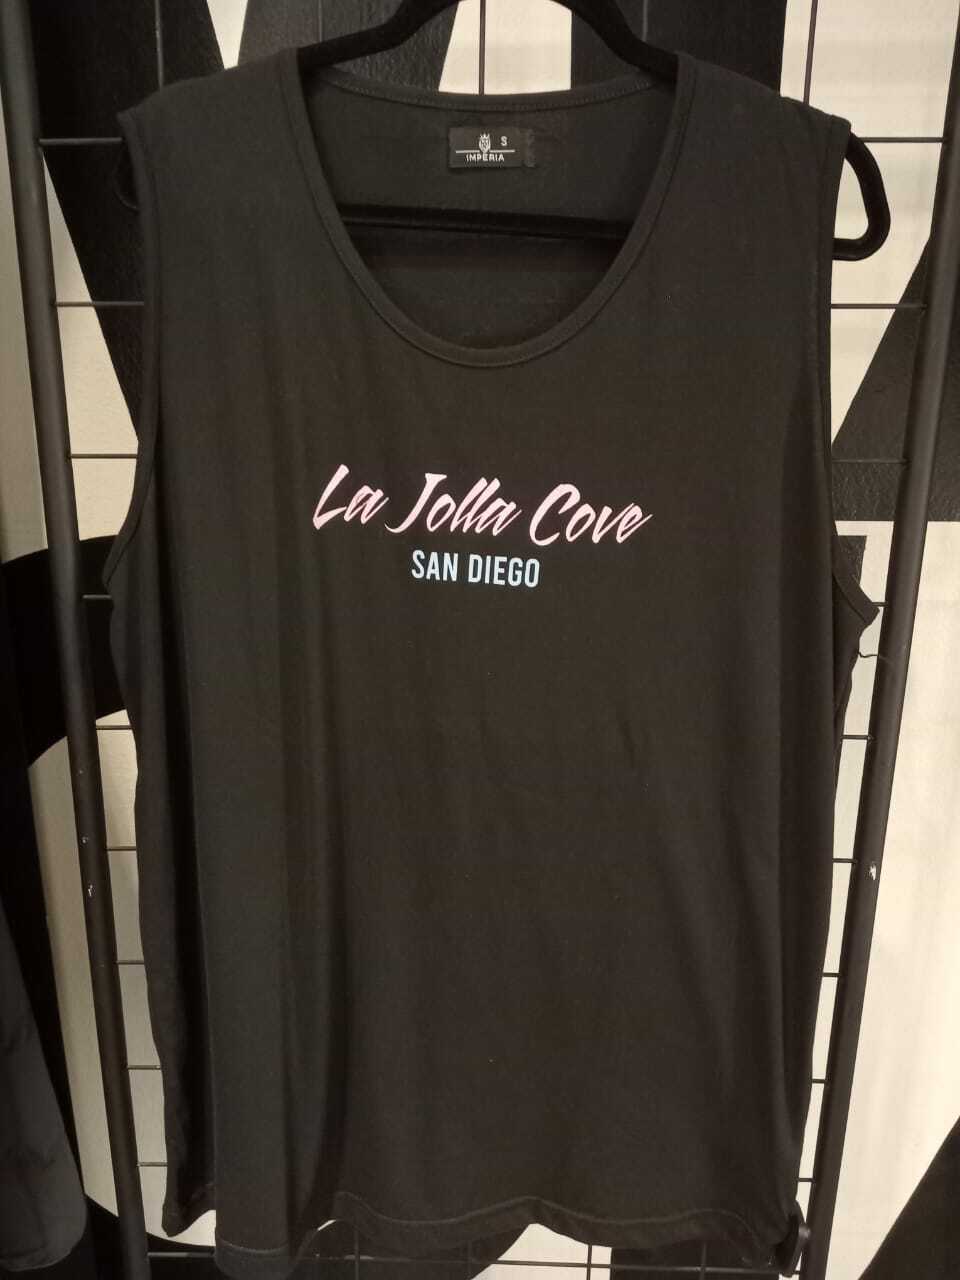 S
IMPERIA
La Jolla Cove
SAN DIEGO